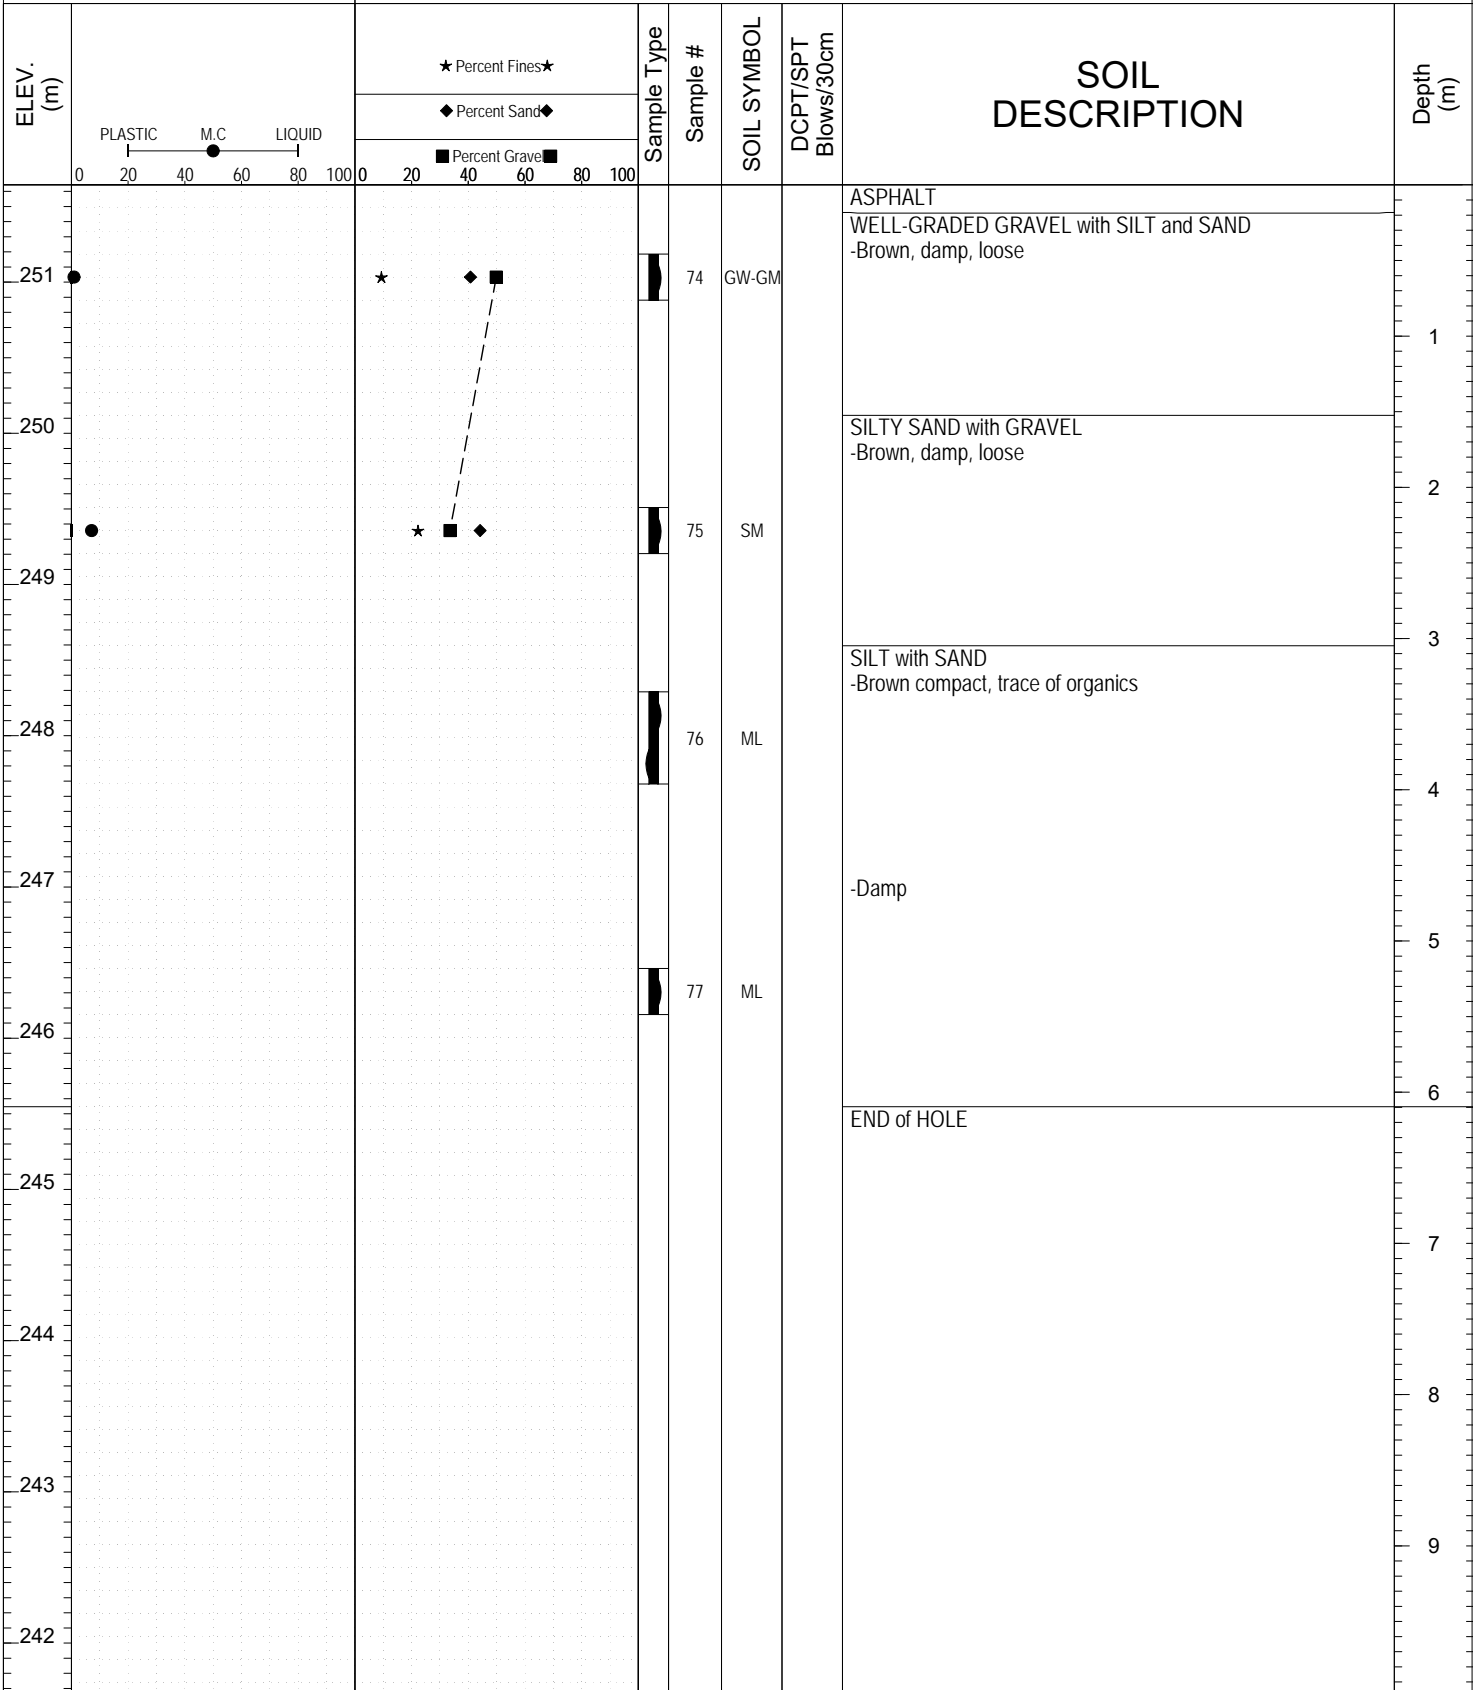 ELEV.
(m)
PLASTIC M.C LIQUID
0 20 40 60 80 100
★ Percent Fines★
◆ Percent Sand◆
■ Percent Gravel■
0 20 40 60 80 100
Sample Type
Sample #
SOIL SYMBOL
DCPT/SPT
Blows/30cm
SOIL
DESCRIPTION
Depth
(m)
ASPHALT
WELL-GRADED GRAVEL with SILT and SAND
-Brown, damp, loose
251
74 GW-GM
1
SILTY SAND with GRAVEL
250
-Brown, damp, loose
2
75 SM
249
3
SILT with SAND
-Brown compact, trace of organics
248
76 ML
4
247
-Damp
5
77 ML
246
6
END of HOLE
245
7
244
8
243
9
242